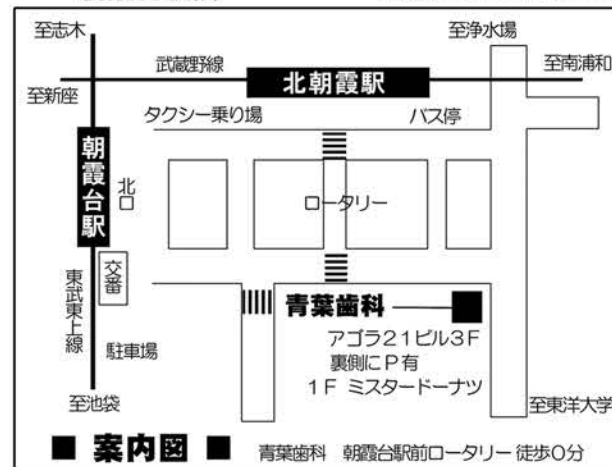 至志木
至浄水場
武蔵野線
北朝霞駅
至南浦和
至新座
タクシー乗り場
バス停
朝霞台駅
北口
ロータリー
交番
東武東上線
青葉歯科
アゴラ21ビル3F
裏側にP有
1F ミスタードーナツ
駐車場
至池袋
至東洋大学
■ 案内図 ■ 青葉歯科 朝霞台駅前ロータリー 徒歩0分